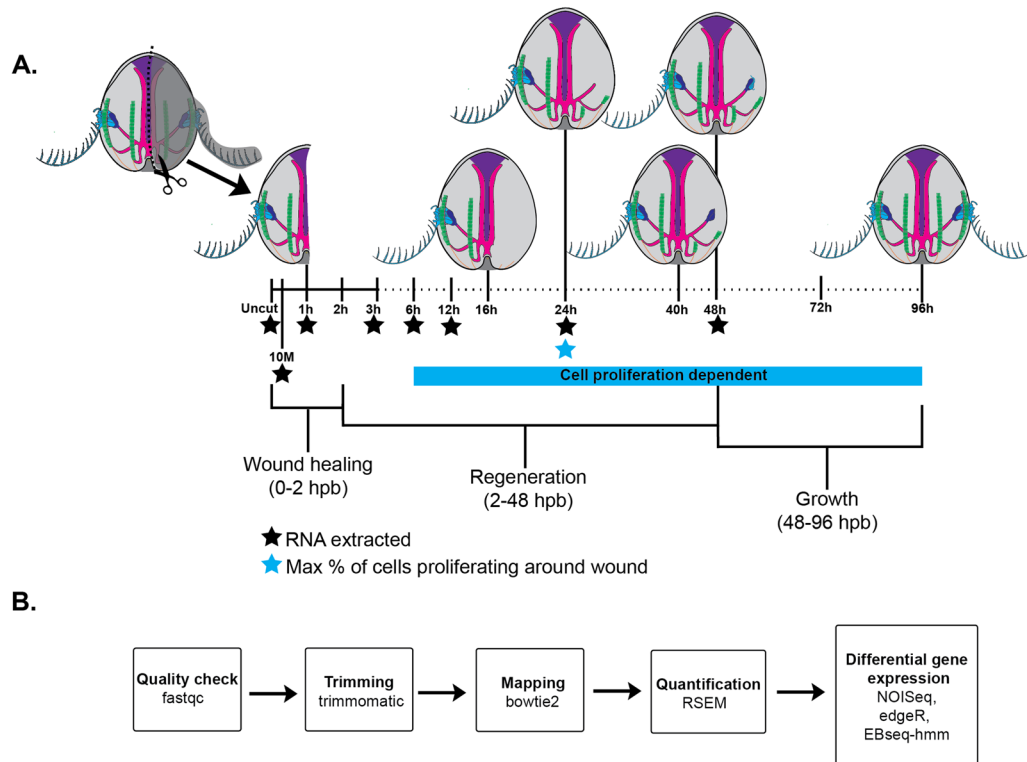 A.
Uncut
10M
1h
2h
3h
6h
12h
16h
24h
40h
48h
72h
96h
Cell proliferation dependent
Wound healing
(0-2 hpb)
Regeneration
(2-48 hpb)
Growth
(48-96 hpb)
RNA extracted
Max % of cells proliferating around wound
B.
Quality check
fastqc
Trimming
trimmomatic
Mapping
bowtie2
Quantification
RSEM
Differential gene
expression
NOISeq,
edgeR,
EBseq-hmm